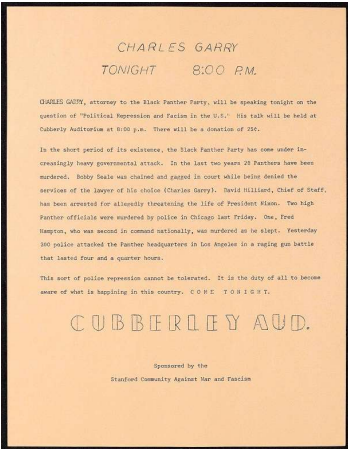 CHARLES GARRY
TONIGHT 8:00 P.M.
CHARLES GARRY, attorney to the Black Panther Party, will be speaking tonight on the
question of "Political Repression and Facism in the U.S." His talk will be held at
Cubberly Auditorium at 8:00 p.m. There will be a donation of 25¢.
In the short period of its existence, the Black Panther Party has come under in-
creasingly heavy governmental attack. In the last two years 28 Panthers have been
murdered. Bobby Seale was chained and gagged in court while being denied
the services of the lawyer of his choice (Charles Garry). David Hilliard, Chief of Staff,
has been arrested for allegedly threatening the life of President Nixon. Two high
Panther officials were murdered by police in Chicago last Friday. One, Fred
Hampton, who was second in command nationally, was murdered as he slept. Yesterday
300 police attacked the Panther headquarters in Los Angeles in a raging gun battle
that lasted four and a quarter hours.
This sort of police repression cannot be tolerated. It is the duty of all to become
aware of what is happining in this country. C O M E T O N I G H T.
CUBBERLEY AUD.
Sponsored by the
Stanford Community Against War and Fascism